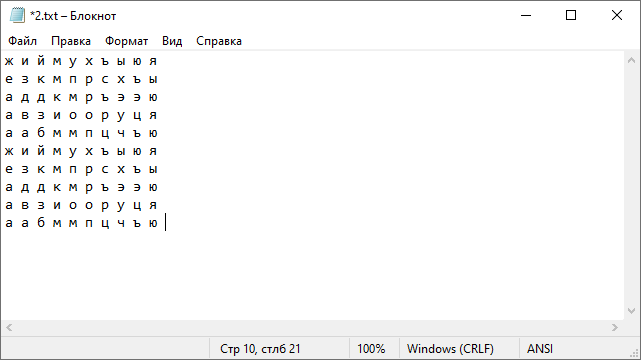 *2.txt – Блокнот
Файл Правка Формат Вид Справка
ж и й м у х ъ ы ю я
е з к м п р с х ъ ы
а д д к м р ъ э э ю
а в з и о о р у ц я
а а б м м п ц ч ъ ю
ж и й м у х ъ ы ю я
е з к м п р с х ъ ы
а д д к м р ъ э э ю
а в з и о о р у ц я
а а б м м п ц ч ъ ю
Стр 10, стлб 21 100% Windows (CRLF) ANSI